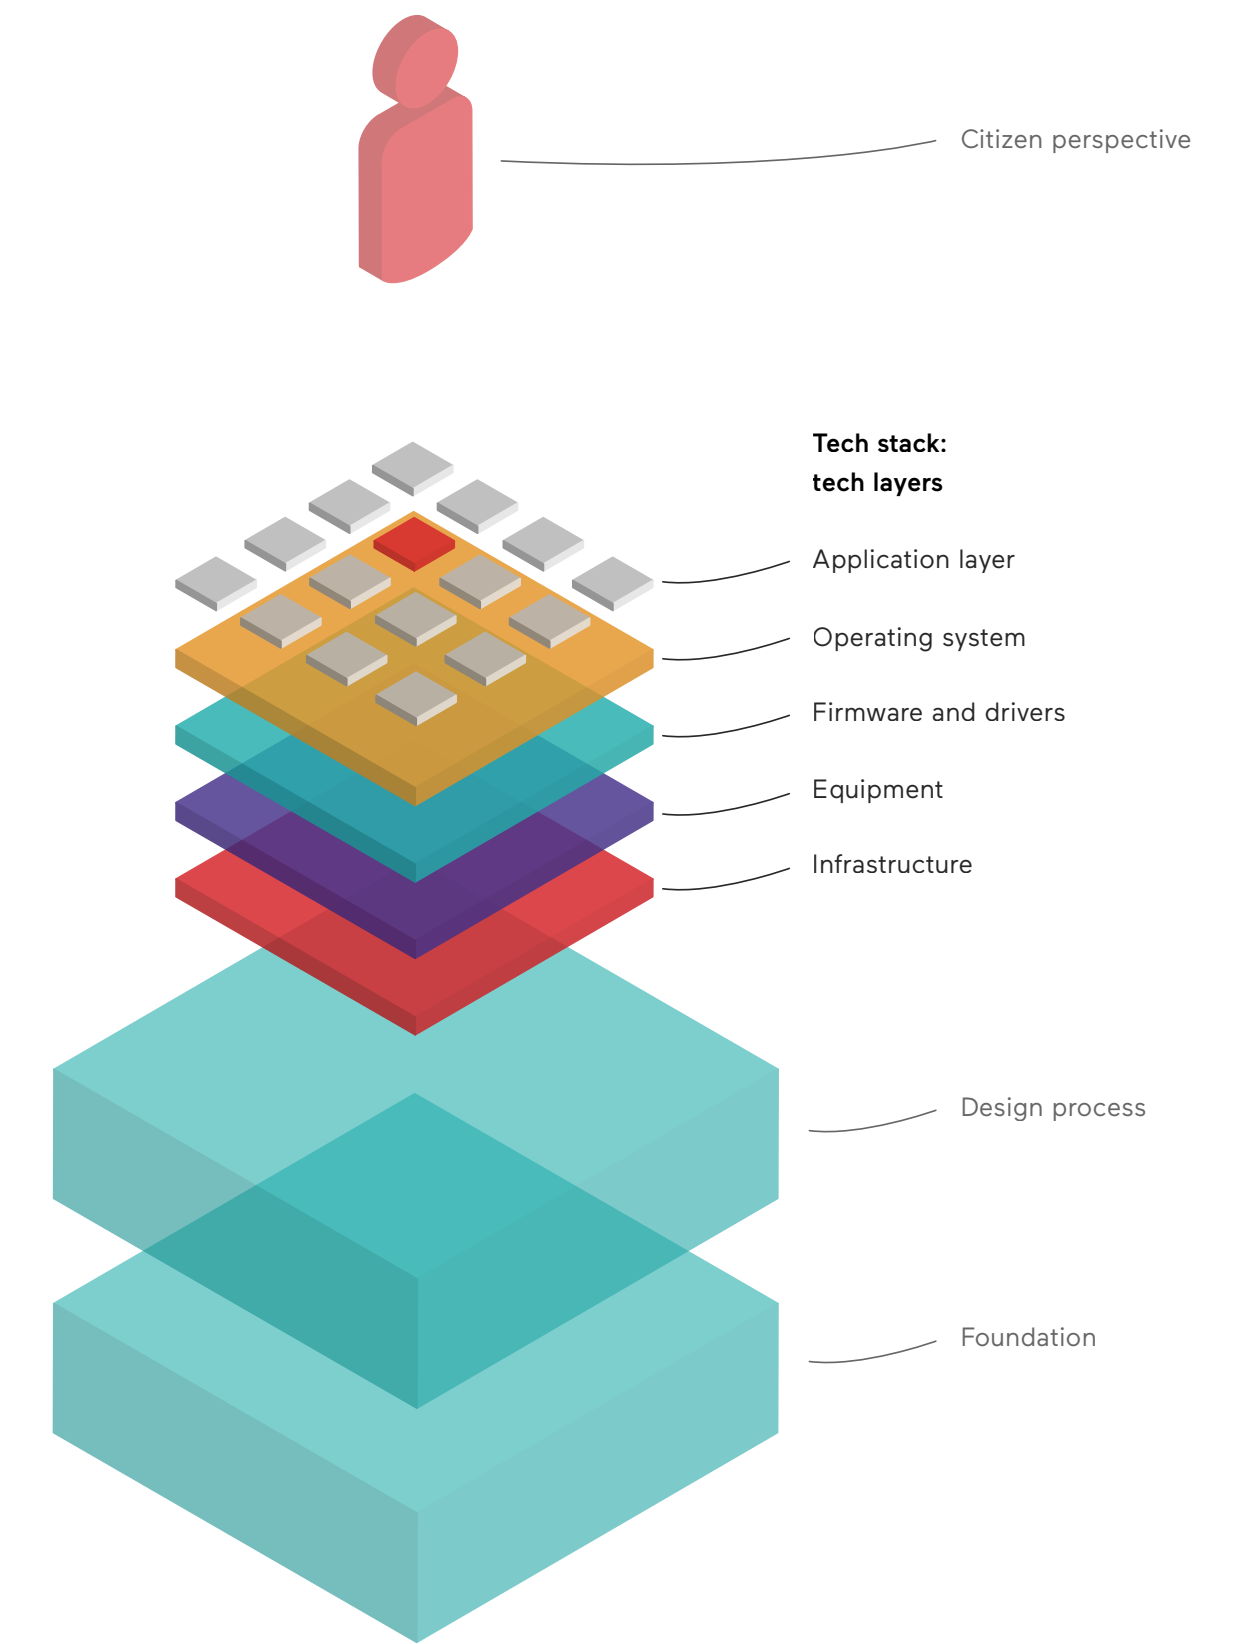 Citizen perspective
Tech stack:
tech layers
Application layer
Operating system
Firmware and drivers
Equipment
Infrastructure
Design process
Foundation